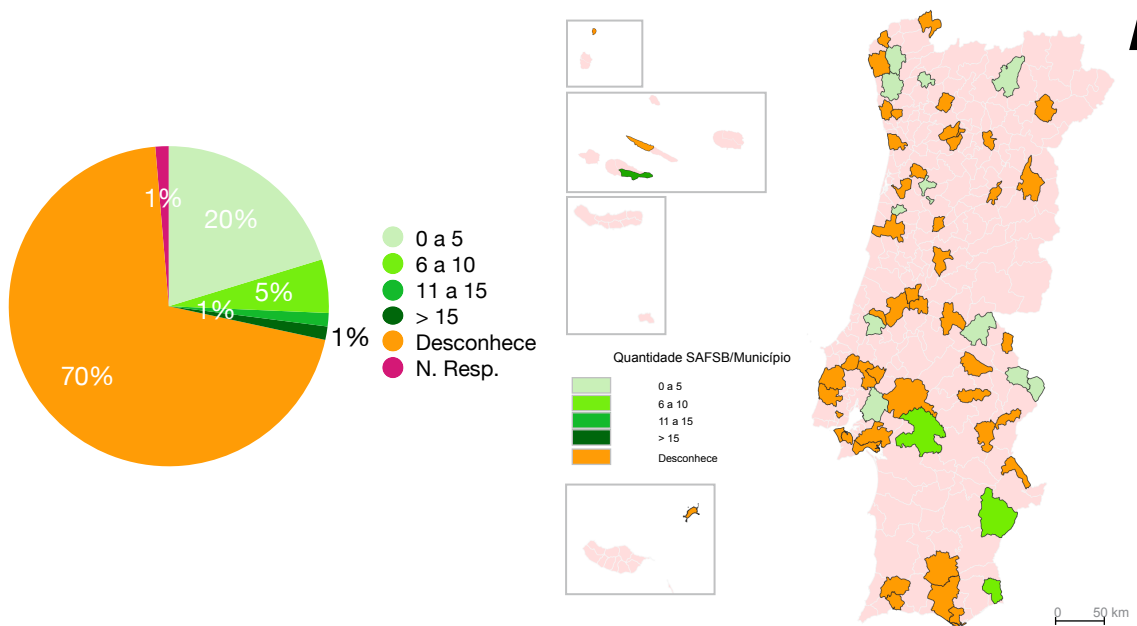 1%
20%
5%
1%
1%
70%
0 a 5
6 a 10
11 a 15
> 15
Desconhece
N. Resp.
Quantidade SAFSB/Município
0 a 5
6 a 10
11 a 15
> 15
Desconhece
0 50 km